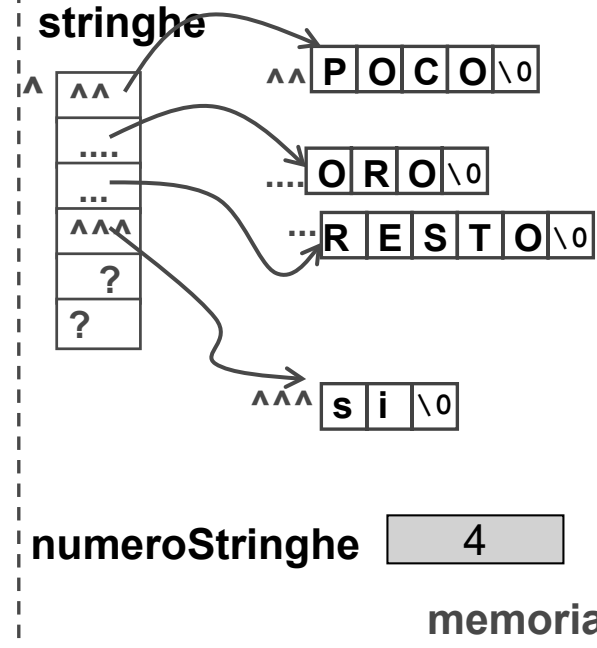 stringhe
^ ^^ ^^ P O C O \0
.... .... O R O \0
... ... R E S T O \0
^^^
?
?
^^^ s i \0
numeroStringhe 4
memoria